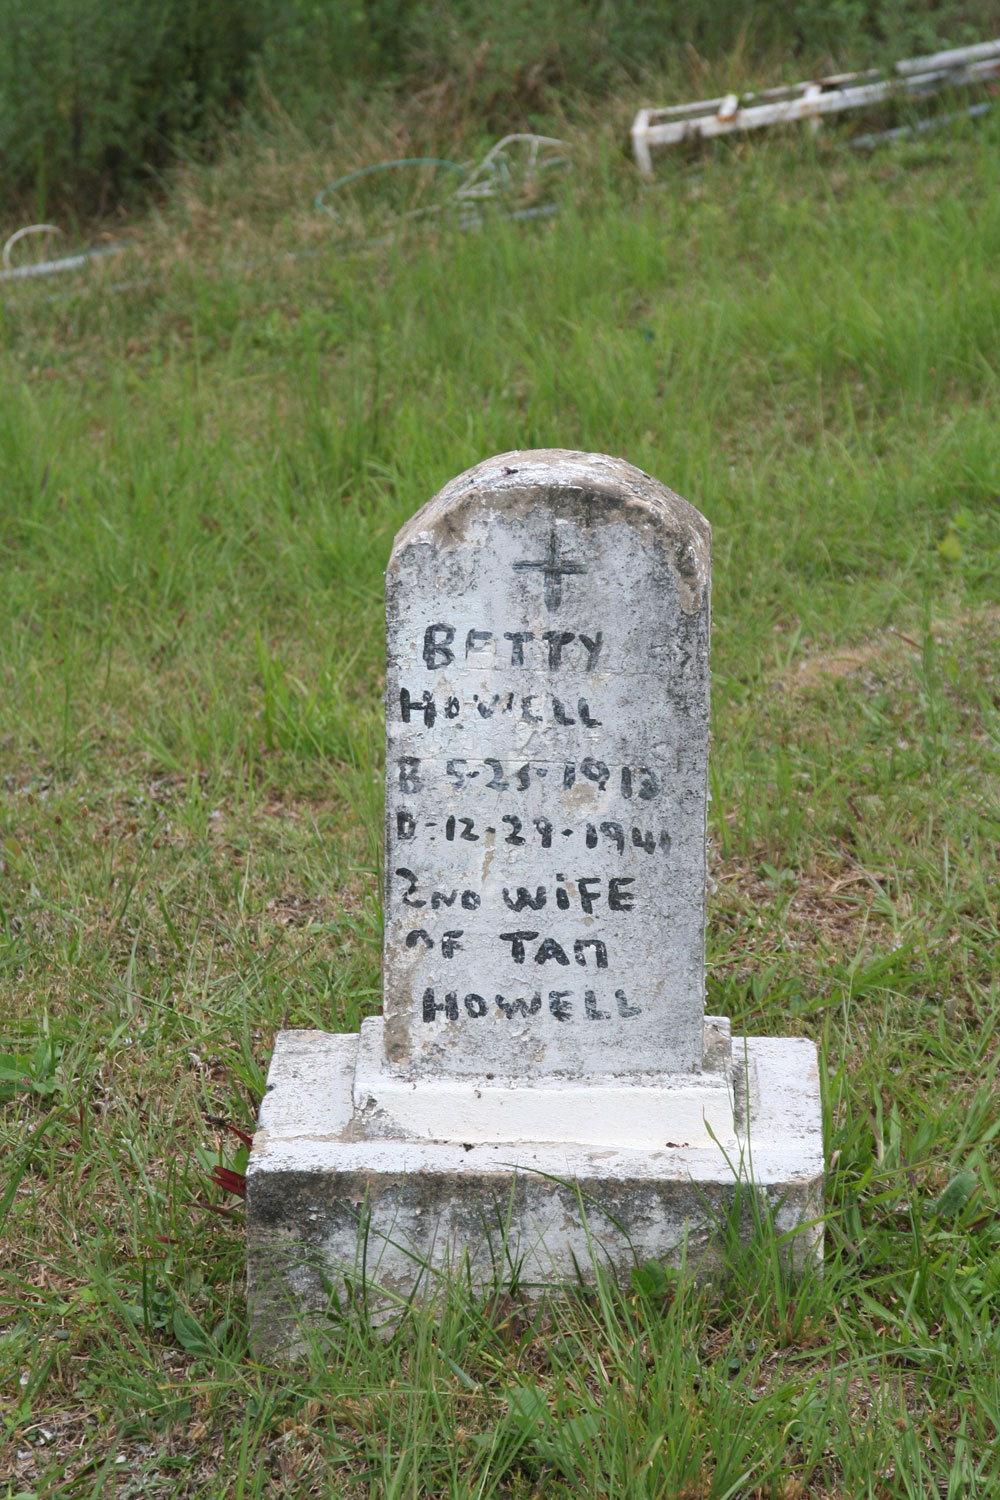 BETTY
HOWELL
B 5-25-1913
D-12-29-1941
2ND WiFE
OF TAM
HOWELL